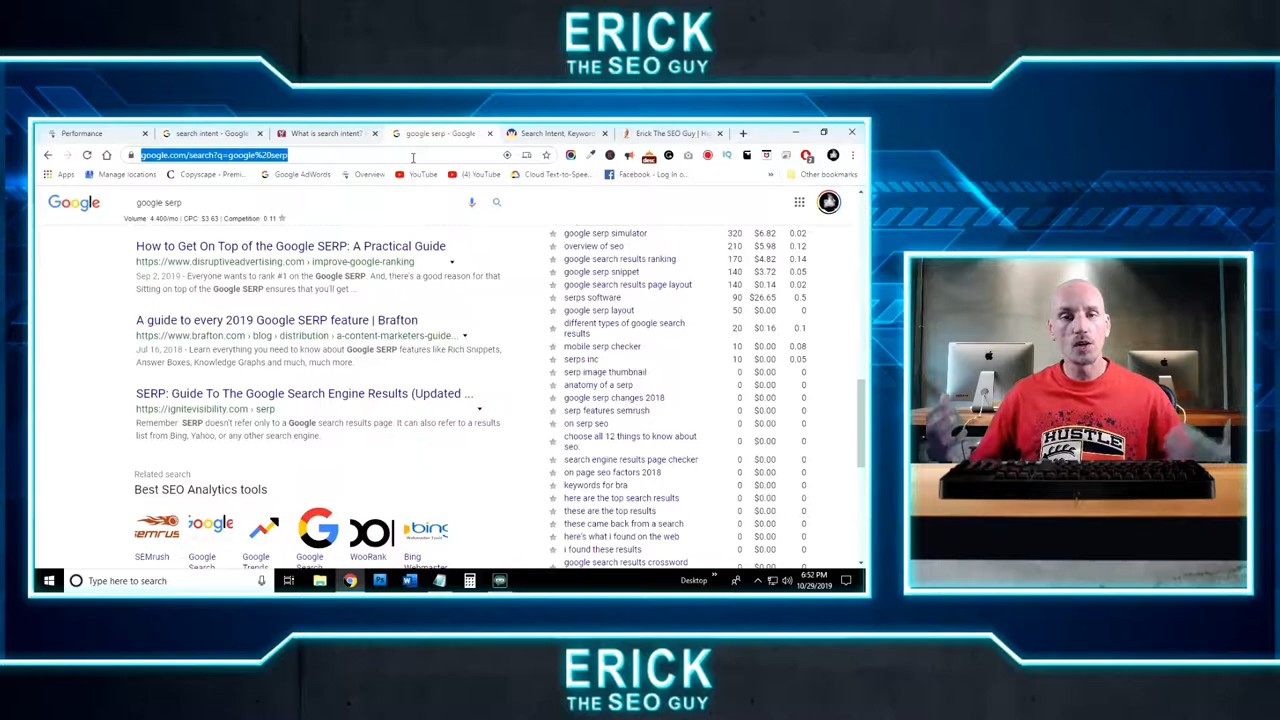 ERICK
THE SEO GUY
Performance
search intent - Google
What is search intent? -
google serp - Google
Search Intent, Keyword
Erick The SEO Guy | Hi
google.com/search?q=google%20serp
Apps
Manage locations
Copyscape - Premi...
Google AdWords
Overview
YouTube
(4) YouTube
Cloud Text-to-Spee...
Facebook - Log In o...
»
Other bookmarks
Google
google serp
Volume: 4,400/mo | CPC: $3.63 | Competition: 0.11
How to Get On Top of the Google SERP: A Practical Guide
https://www.disruptiveadvertising.com › improve-google-ranking
Sep 2, 2019 - Everyone wants to rank #1 on the Google SERP. And, there's a good reason for that
Sitting on top of the Google SERP ensures that you'll get ...
A guide to every 2019 Google SERP feature | Brafton
https://www.brafton.com › blog › distribution › a-content-marketers-guide...
Jul 16, 2018 - Learn everything you need to know about Google SERP features like Rich Snippets,
Answer Boxes, Knowledge Graphs and much, much more.
SERP: Guide To The Google Search Engine Results (Updated ...
https://ignitevisibility.com › serp
Remember: SERP doesn't refer only to a Google search results page. It can also refer to a results
list from Bing, Yahoo, or any other search engine.
Related search
Best SEO Analytics tools
SEMrush
Google
Search
Google
Trends
Google
Search
WooRank
Bing
Webmaster
google serp simulator 320 $6.82 0.02
overview of seo 210 $5.98 0.12
google search results ranking 170 $4.82 0.14
google serp snippet 140 $3.72 0.05
google search results page layout 140 $0.14 0.02
serps software 90 $26.65 0.5
google serp layout 50 $0.00 0
different types of google search
results 20 $0.16 0.1
mobile serp checker 10 $0.00 0.08
serps inc 10 $0.00 0.05
serp image thumbnail 0 $0.00 0
anatomy of a serp 0 $0.00 0
google serp changes 2018 0 $0.00 0
serp features semrush 0 $0.00 0
on serp seo 0 $0.00 0
choose all 12 things to know about
seo. 0 $0.00 0
search engine results page checker 0 $0.00 0
on page seo factors 2018 0 $0.00 0
keywords for bra 0 $0.00 0
here are the top search results 0 $0.00 0
these are the top results 0 $0.00 0
these came back from a search 0 $0.00 0
here's what i found on the web 0 $0.00 0
i found these results 0 $0.00 0
google search results crossword
Type here to search
Desktop
»
6:52 PM
10/29/2019
HUSTLE
ERICK
THE SEO GUY